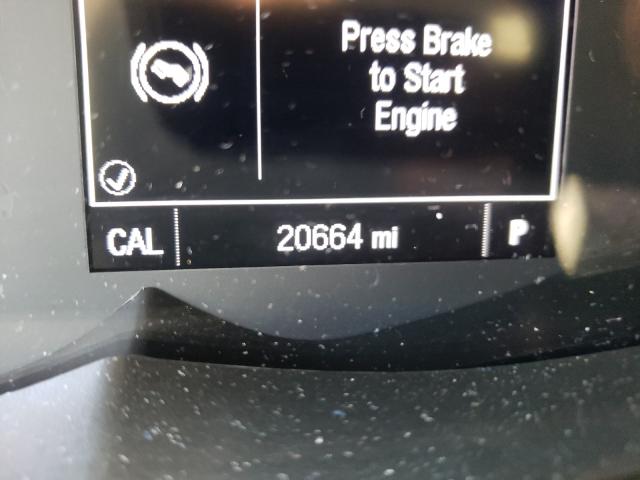 Press Brake
to Start
Engine
CAL 20664 mi P